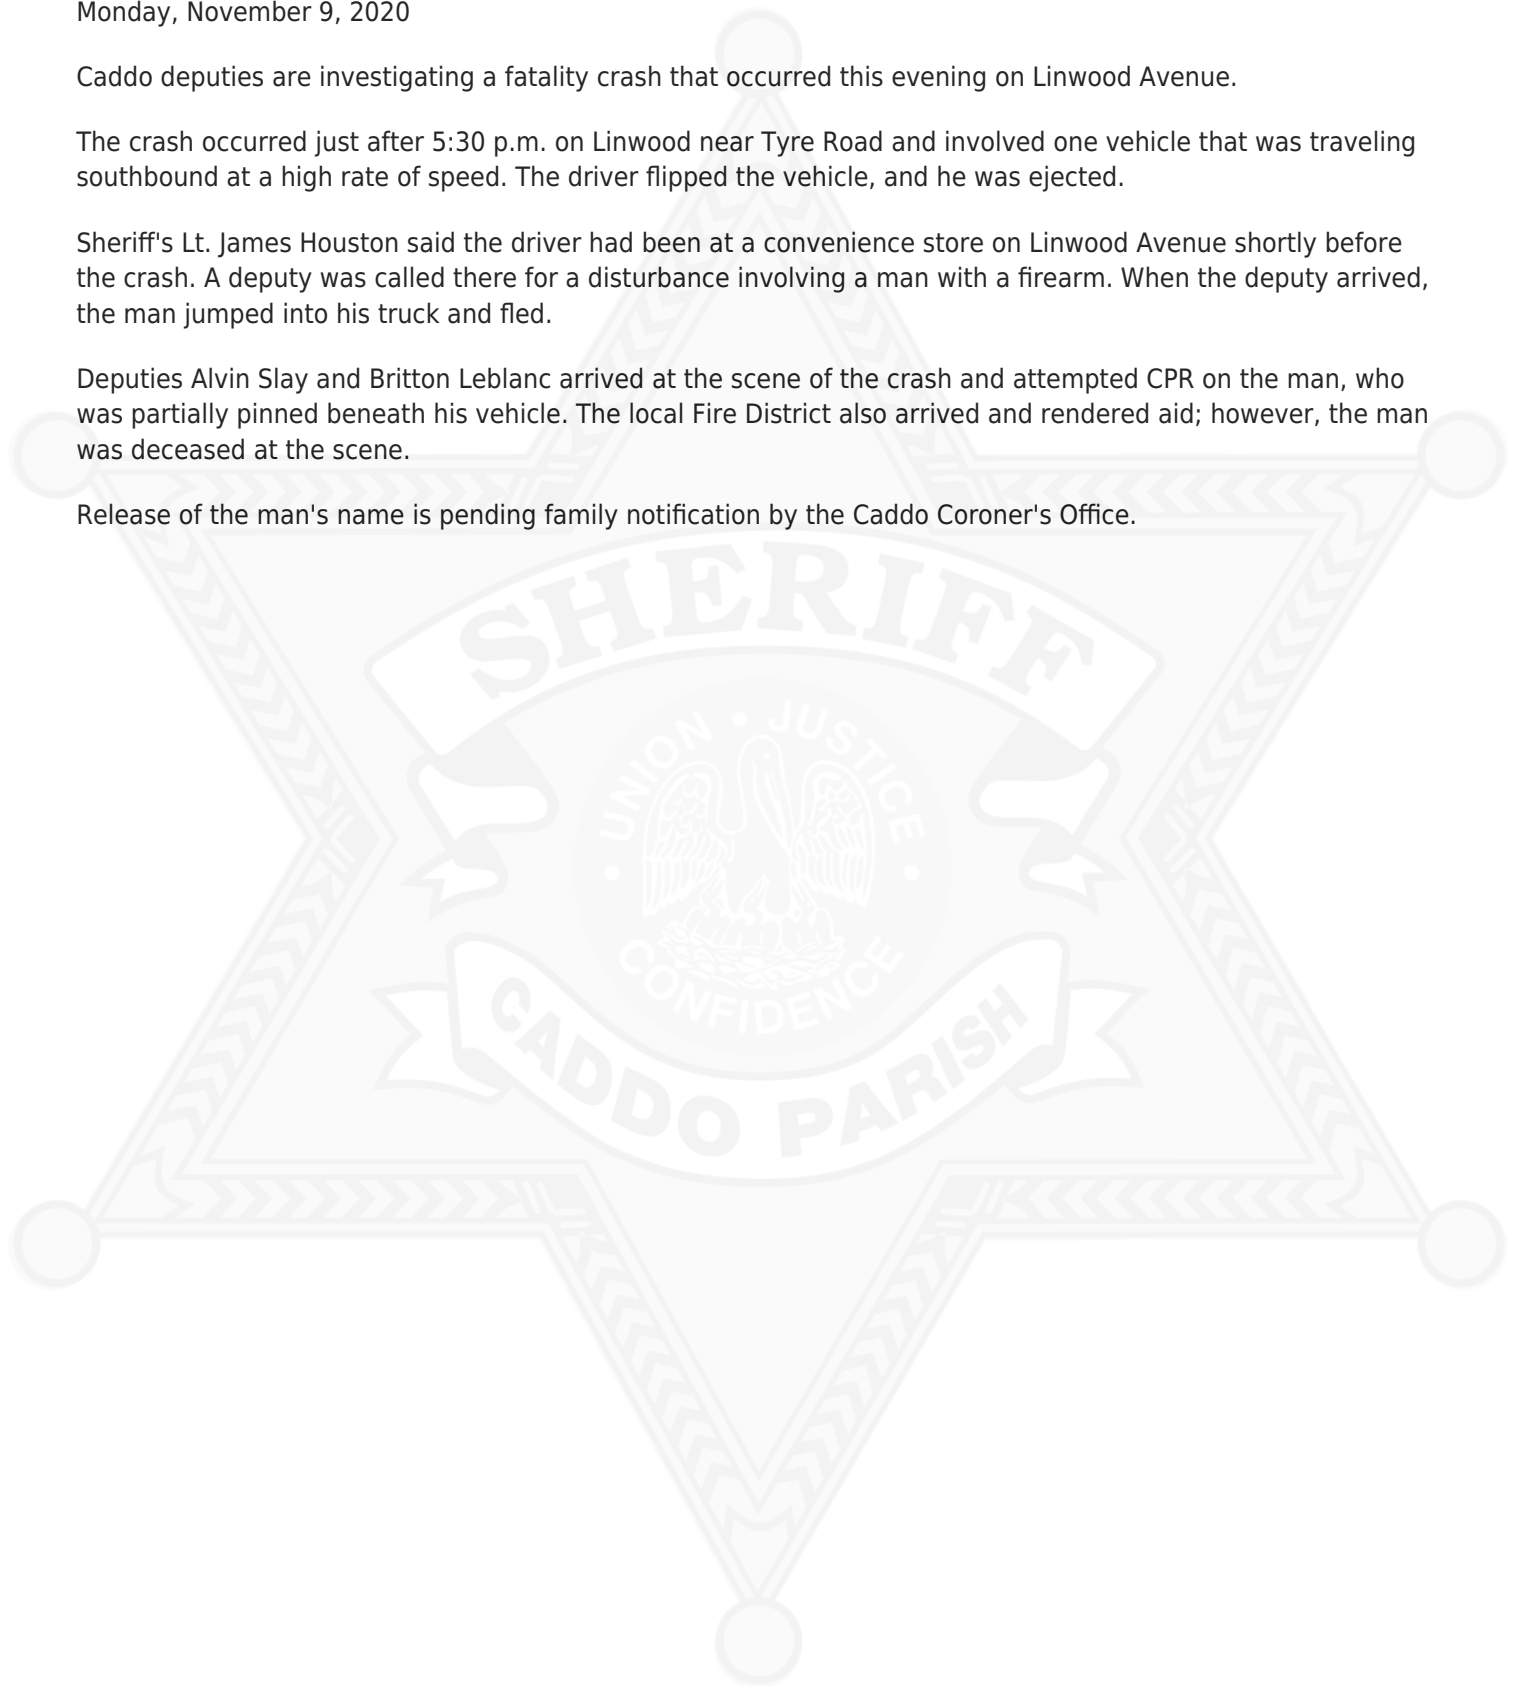 Monday, November 9, 2020
Caddo deputies are investigating a fatality crash that occurred this evening on Linwood Avenue.
The crash occurred just after 5:30 p.m. on Linwood near Tyre Road and involved one vehicle that was traveling
southbound at a high rate of speed. The driver flipped the vehicle, and he was ejected.
Sheriff's Lt. James Houston said the driver had been at a convenience store on Linwood Avenue shortly before
the crash. A deputy was called there for a disturbance involving a man with a firearm. When the deputy arrived,
the man jumped into his truck and fled.
Deputies Alvin Slay and Britton Leblanc arrived at the scene of the crash and attempted CPR on the man, who
was partially pinned beneath his vehicle. The local Fire District also arrived and rendered aid; however, the man
was deceased at the scene.
Release of the man's name is pending family notification by the Caddo Coroner's Office.
SHERIFF
UNION • JUSTICE
• CONFIDENCE •
CADDO PARISH